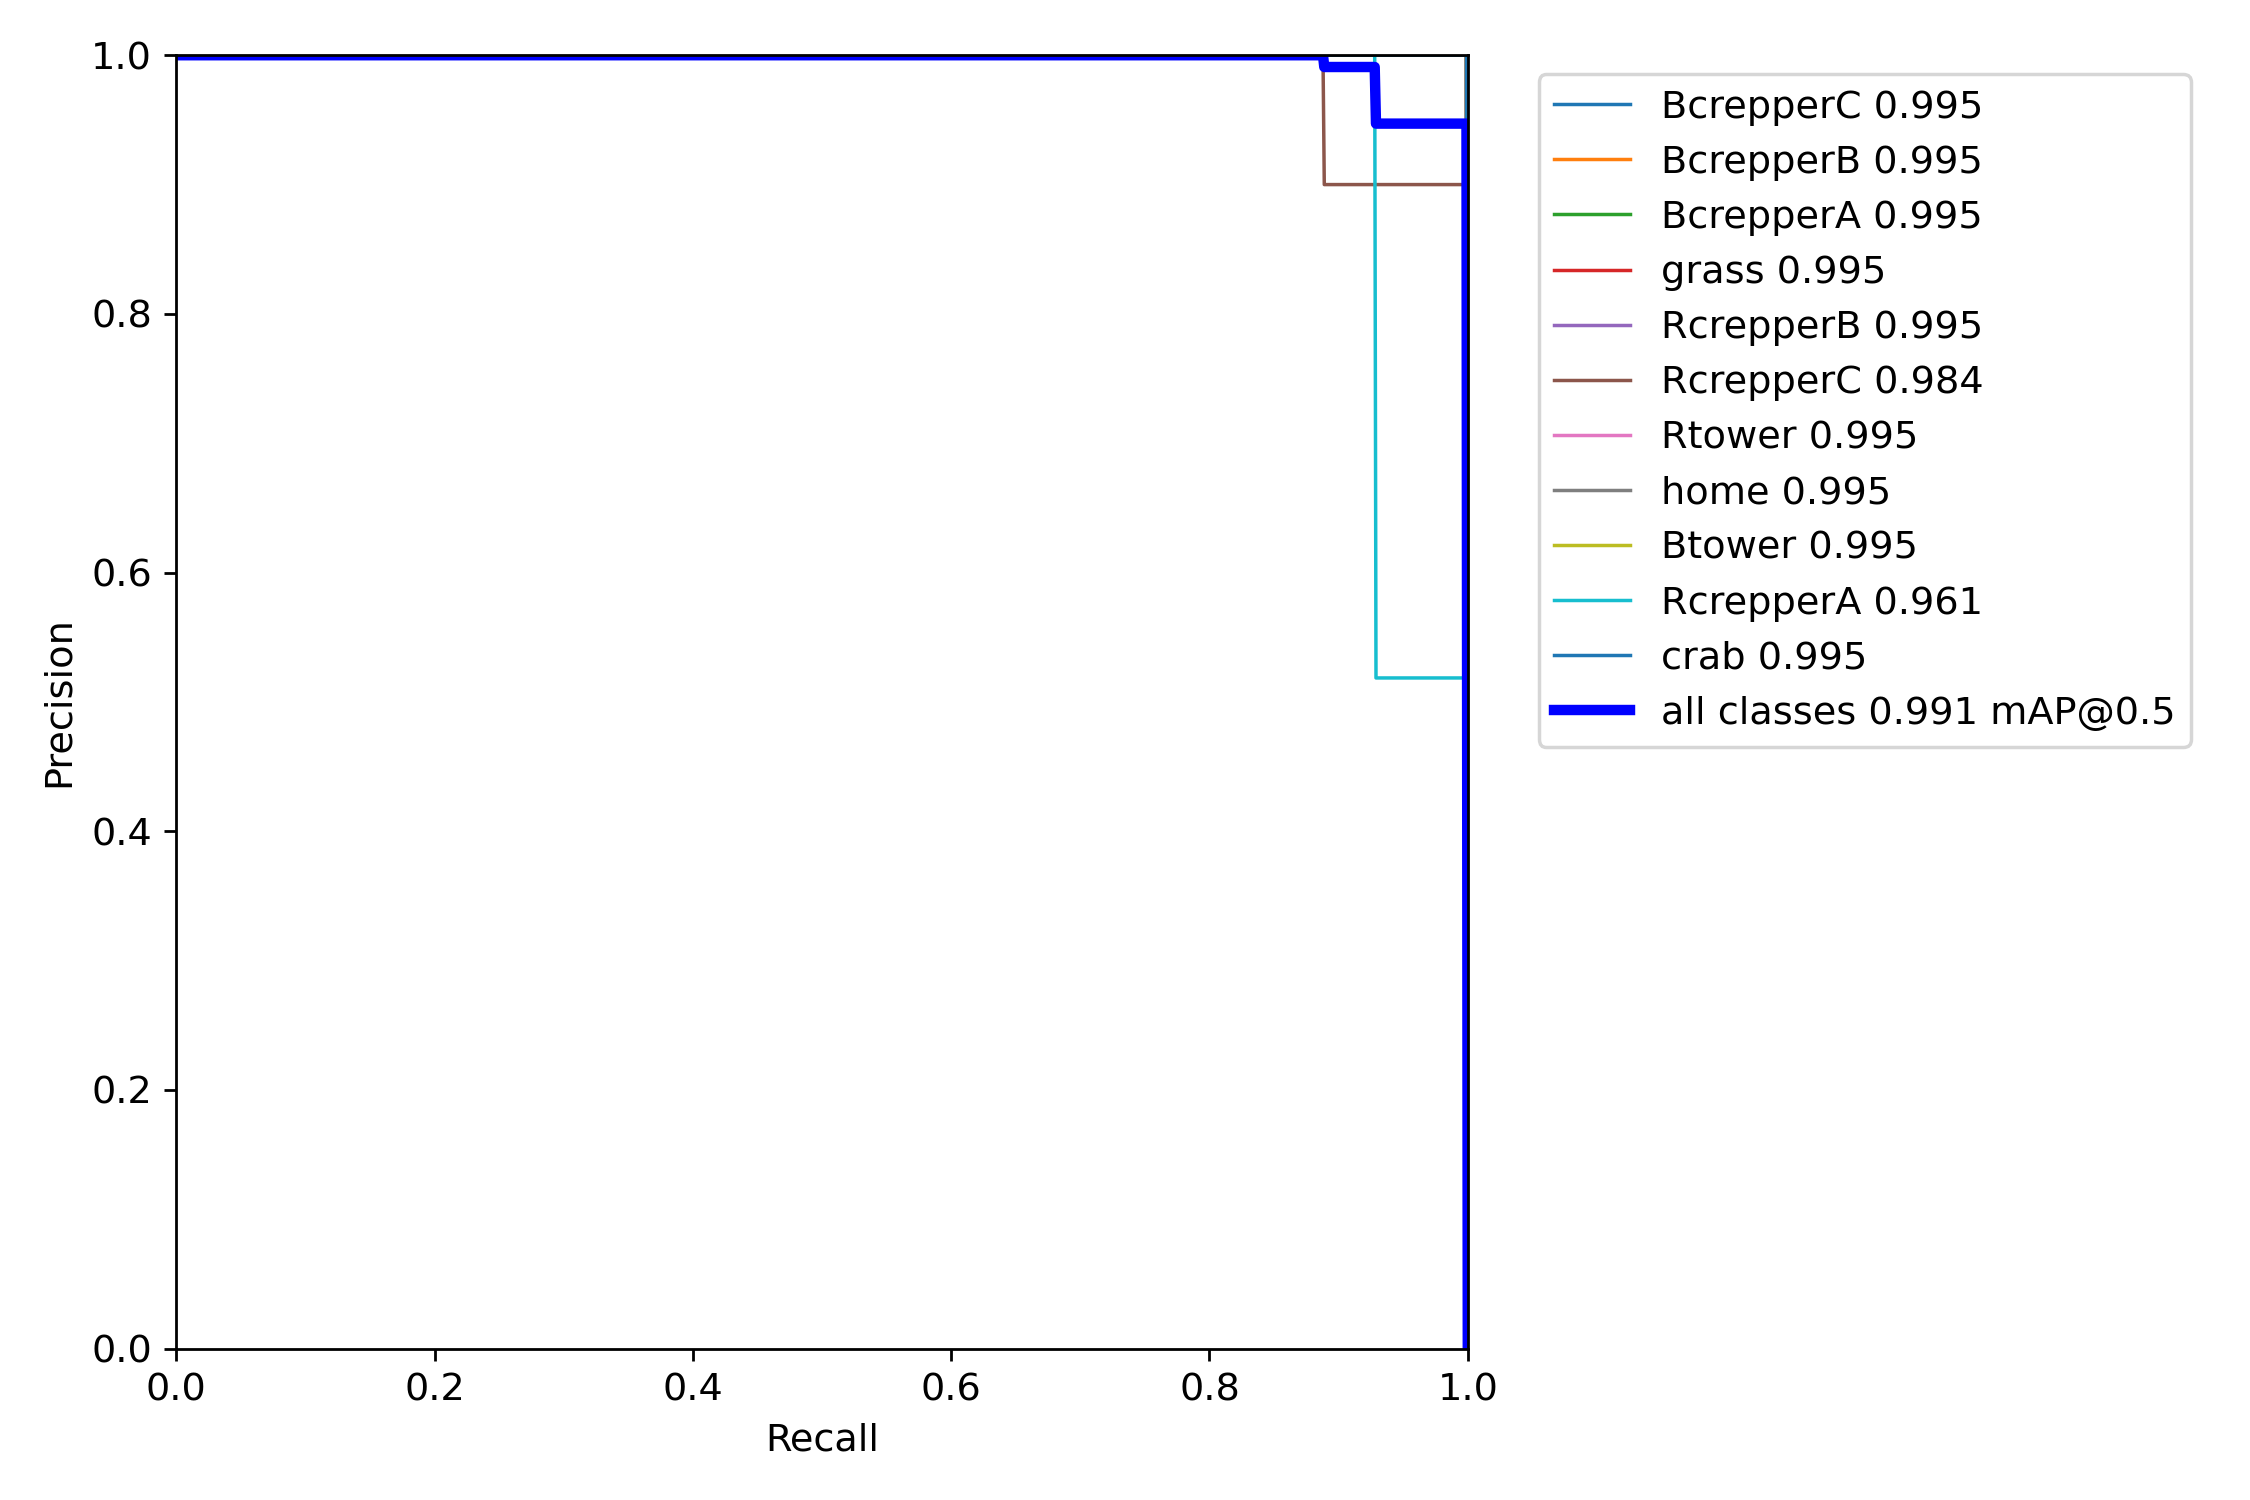 1.0
0.8
0.6
0.4
0.2
0.0
Precision
0.0 0.2 0.4 0.6 0.8 1.0
Recall
BcrepperC 0.995
BcrepperB 0.995
BcrepperA 0.995
grass 0.995
RcrepperB 0.995
RcrepperC 0.984
Rtower 0.995
home 0.995
Btower 0.995
RcrepperA 0.961
crab 0.995
all classes 0.991 mAP@0.5